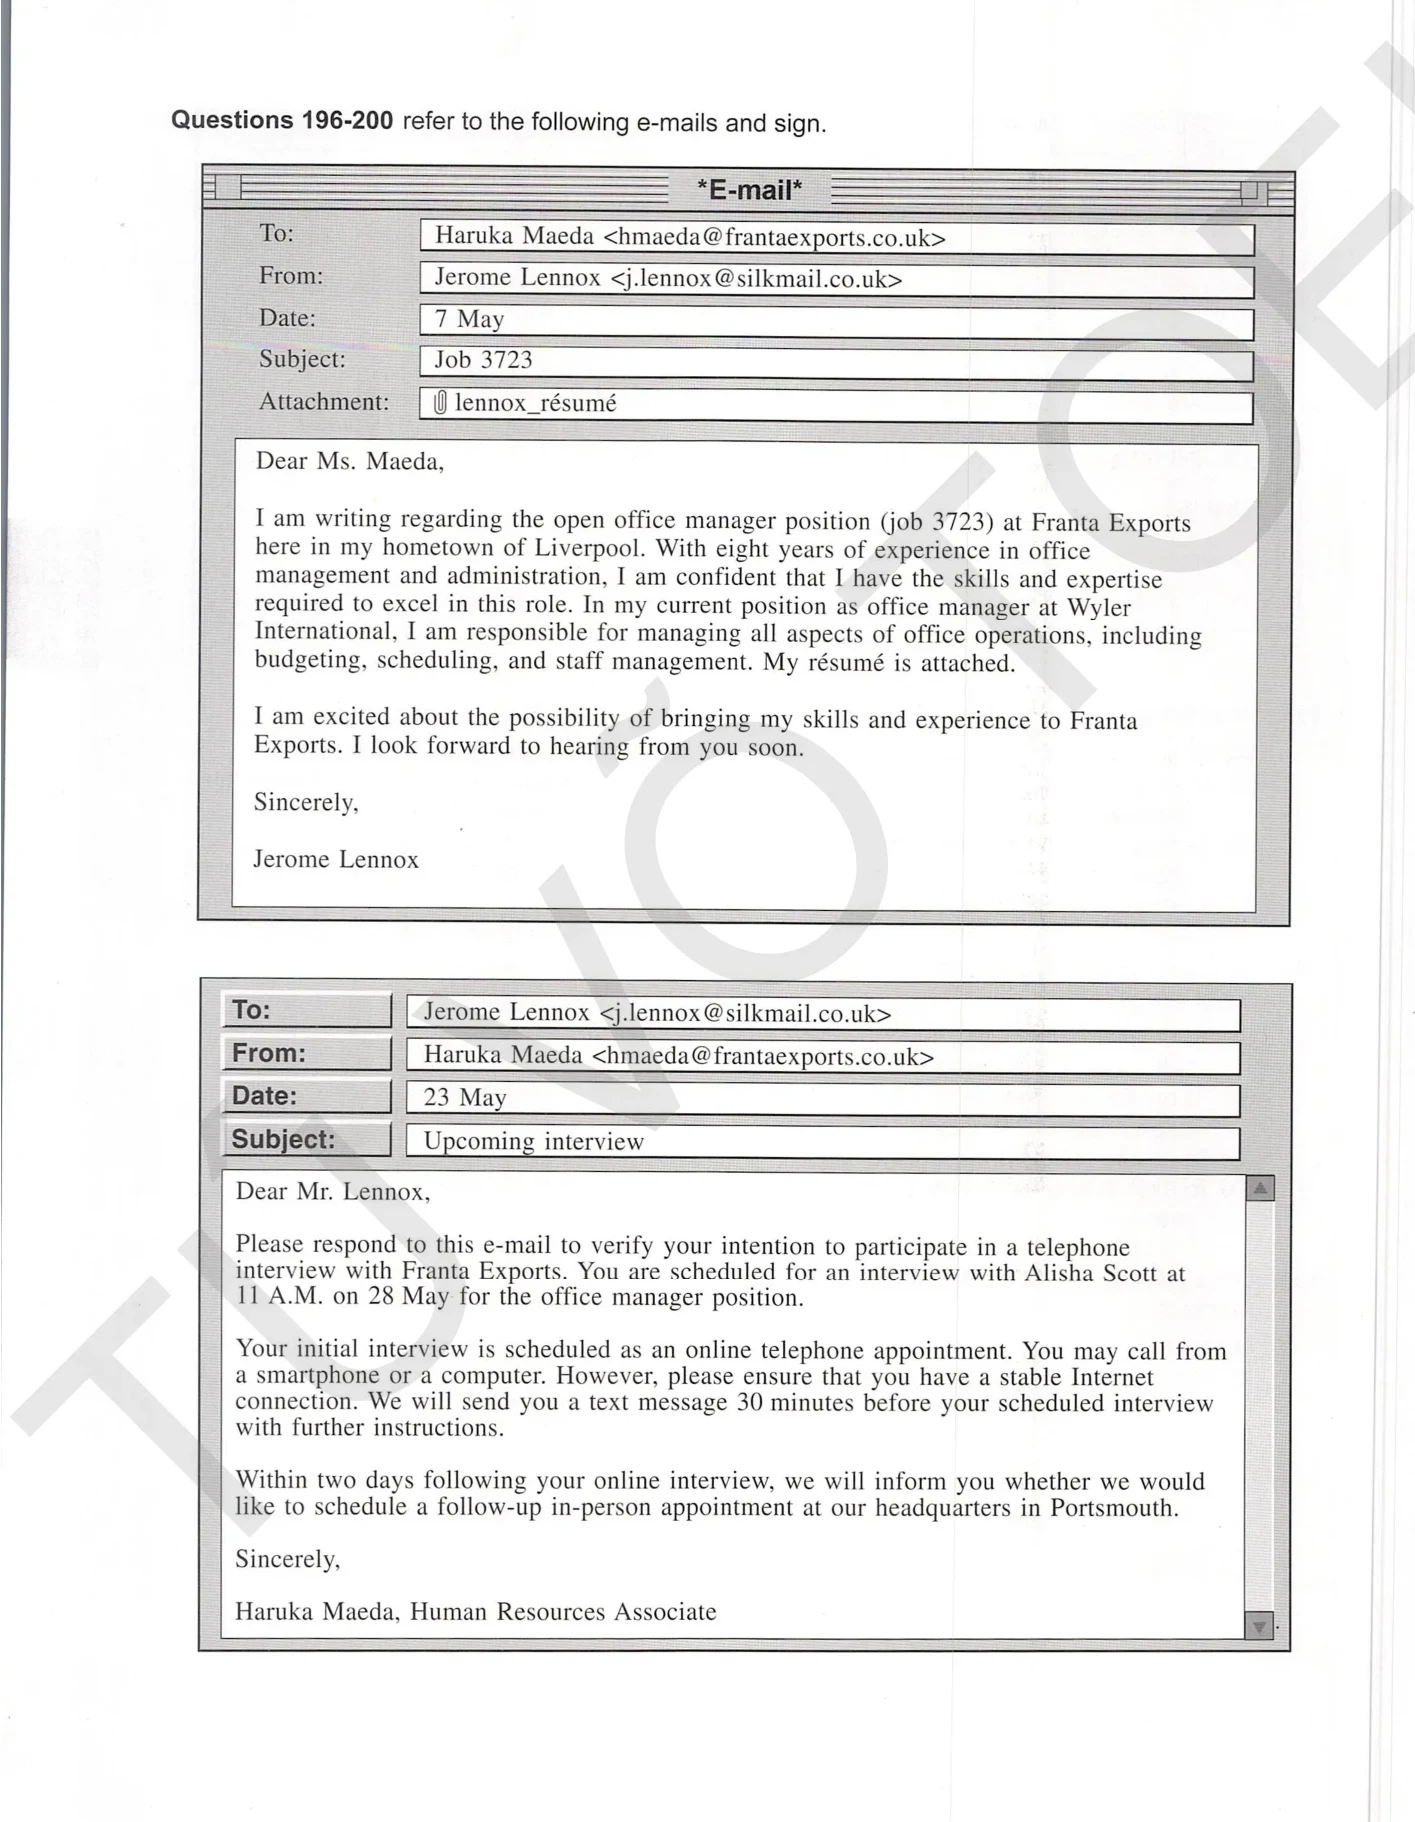 Questions 196-200 refer to the following e-mails and sign.
*E-mail*
To: Haruka Maeda <hmaeda@frantaexports.co.uk>
From: Jerome Lennox <j.lennox@silkmail.co.uk>
Date: 7 May
Subject: Job 3723
Attachment: lennox_résumé
Dear Ms. Maeda,
I am writing regarding the open office manager position (job 3723) at Franta Exports
here in my hometown of Liverpool. With eight years of experience in office
management and administration, I am confident that I have the skills and expertise
required to excel in this role. In my current position as office manager at Wyler
International, I am responsible for managing all aspects of office operations, including
budgeting, scheduling, and staff management. My résumé is attached.
I am excited about the possibility of bringing my skills and experience to Franta
Exports. I look forward to hearing from you soon.
Sincerely,
Jerome Lennox
To: Jerome Lennox <j.lennox@silkmail.co.uk>
From: Haruka Maeda <hmaeda@frantaexports.co.uk>
Date: 23 May
Subject: Upcoming interview
Dear Mr. Lennox,
Please respond to this e-mail to verify your intention to participate in a telephone
interview with Franta Exports. You are scheduled for an interview with Alisha Scott at
11 A.M. on 28 May for the office manager position.
Your initial interview is scheduled as an online telephone appointment. You may call from
a smartphone or a computer. However, please ensure that you have a stable Internet
connection. We will send you a text message 30 minutes before your scheduled interview
with further instructions.
Within two days following your online interview, we will inform you whether we would
like to schedule a follow-up in-person appointment at our headquarters in Portsmouth.
Sincerely,
Haruka Maeda, Human Resources Associate